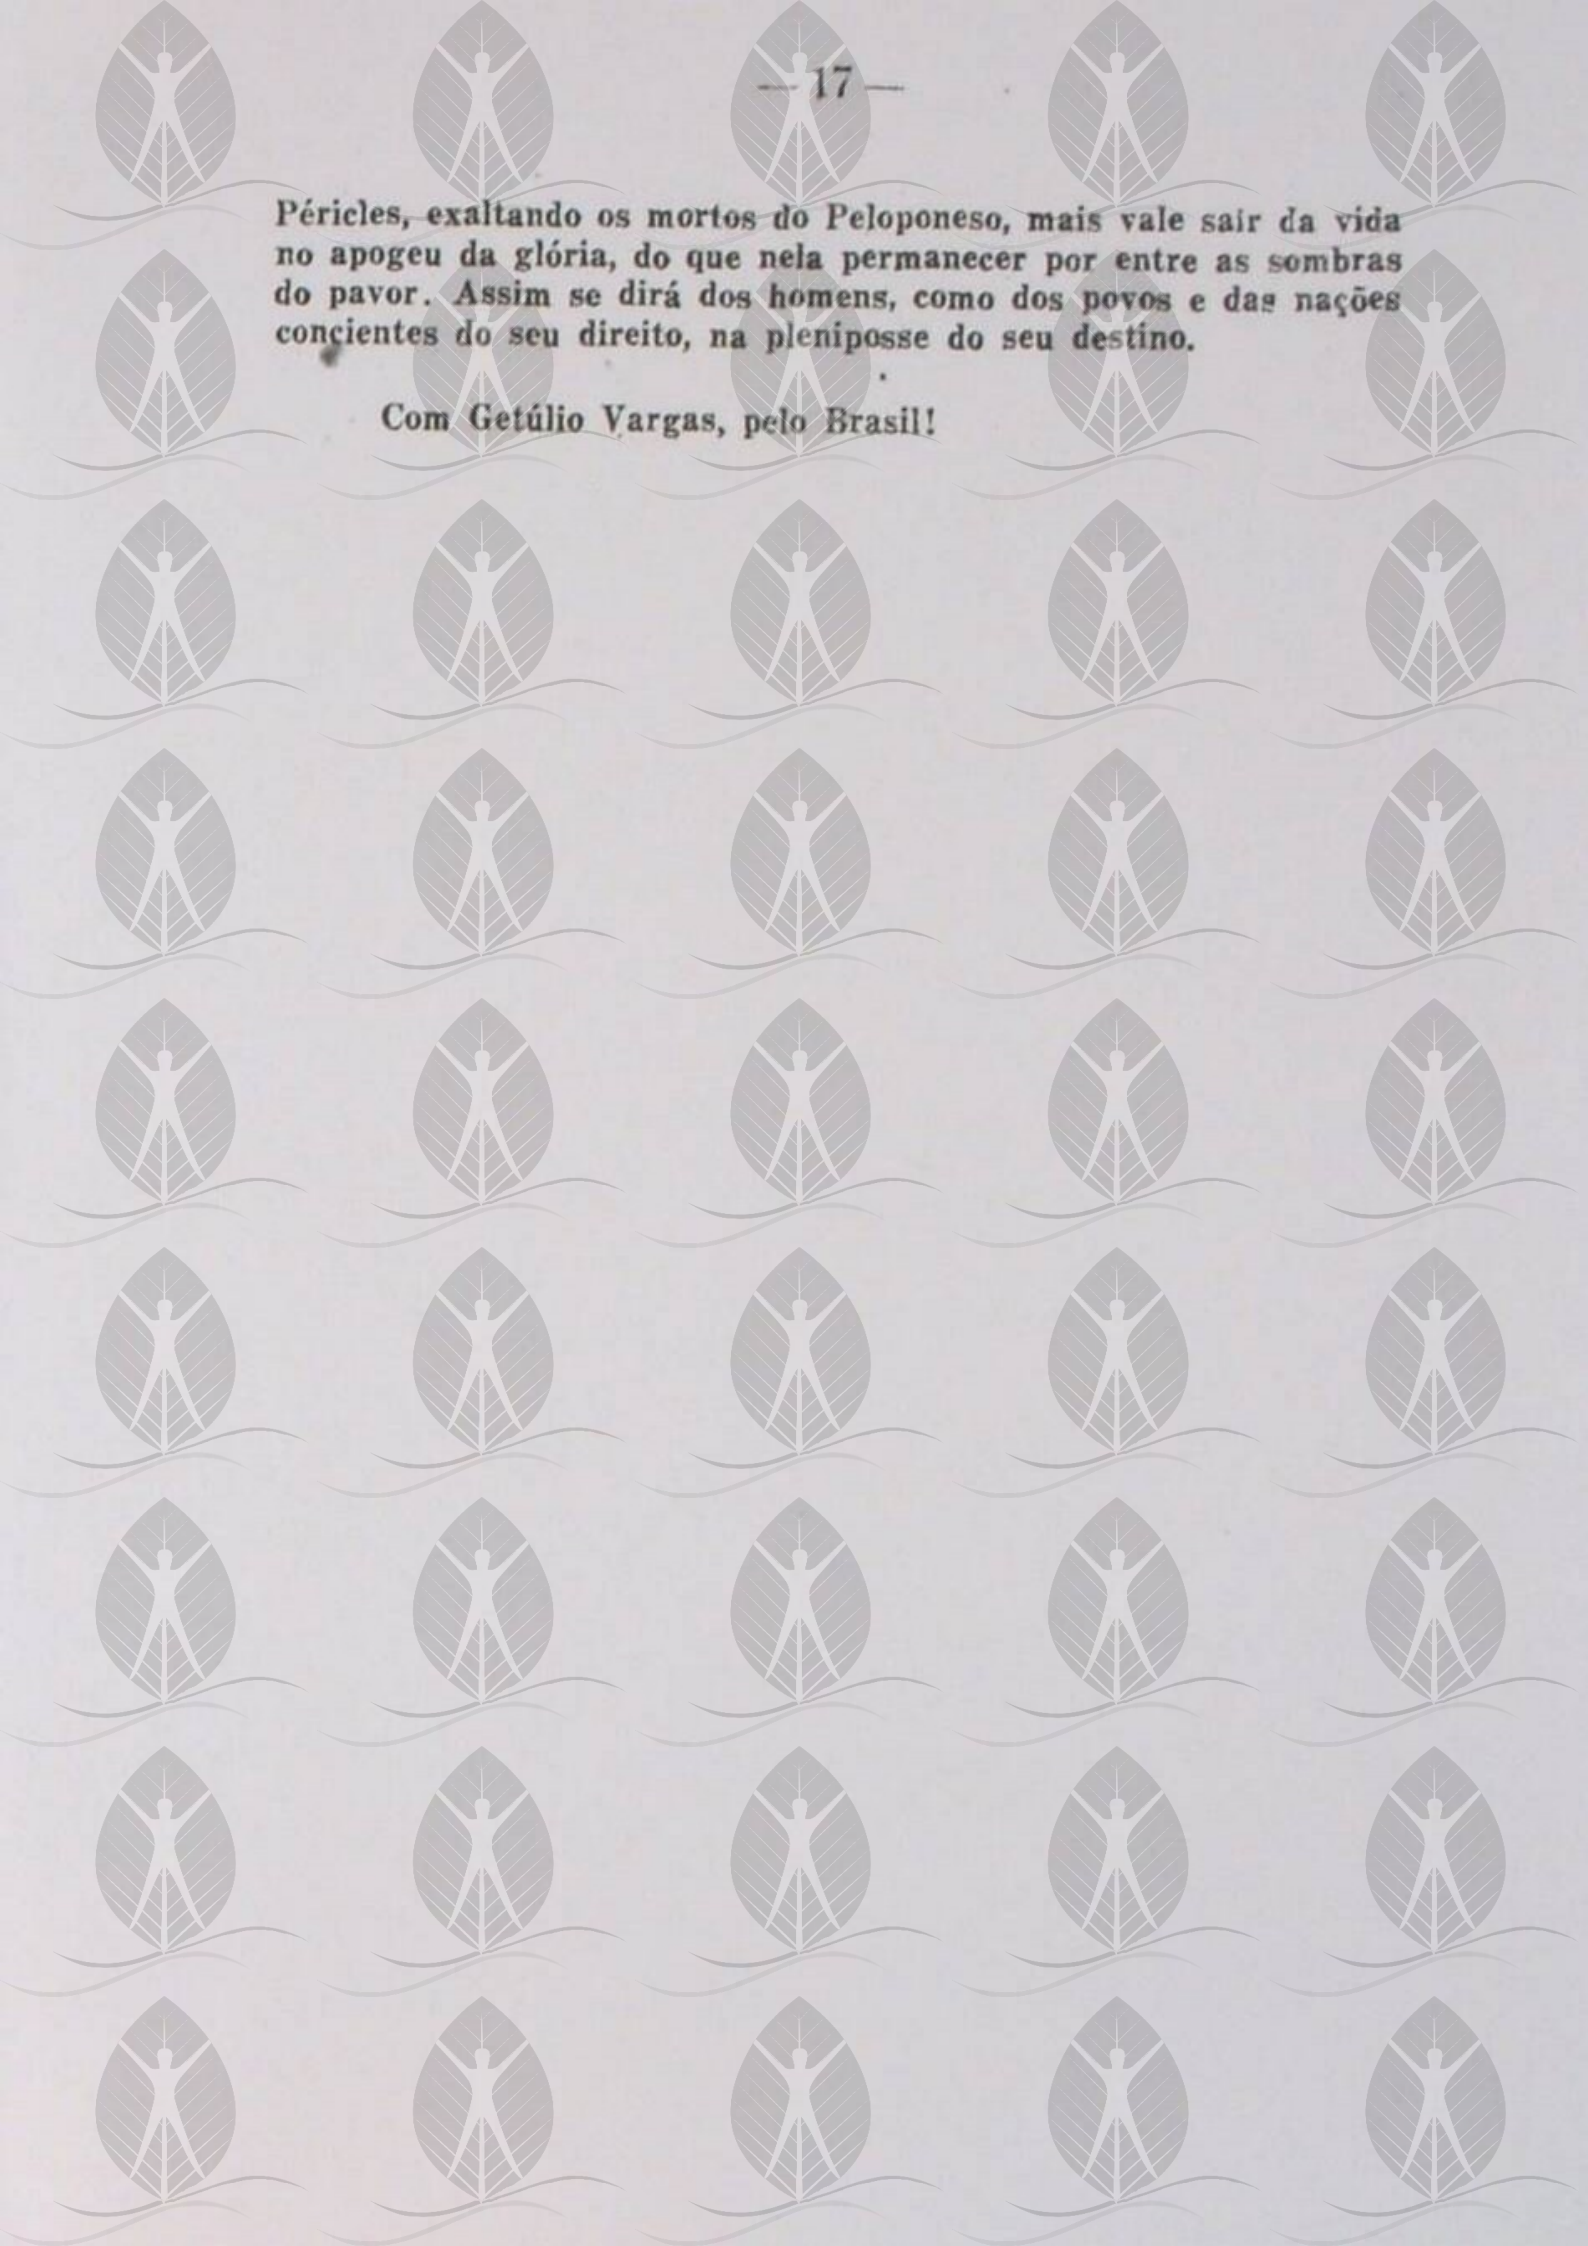 — 17 —
Péricles, exaltando os mortos do Peloponeso, mais vale sair da vida
no apogeu da glória, do que nela permanecer por entre as sombras
do pavor. Assim se dirá dos homens, como dos povos e das nações
concientes do seu direito, na pleniposse do seu destino.
Com Getúlio Vargas, pelo Brasil!